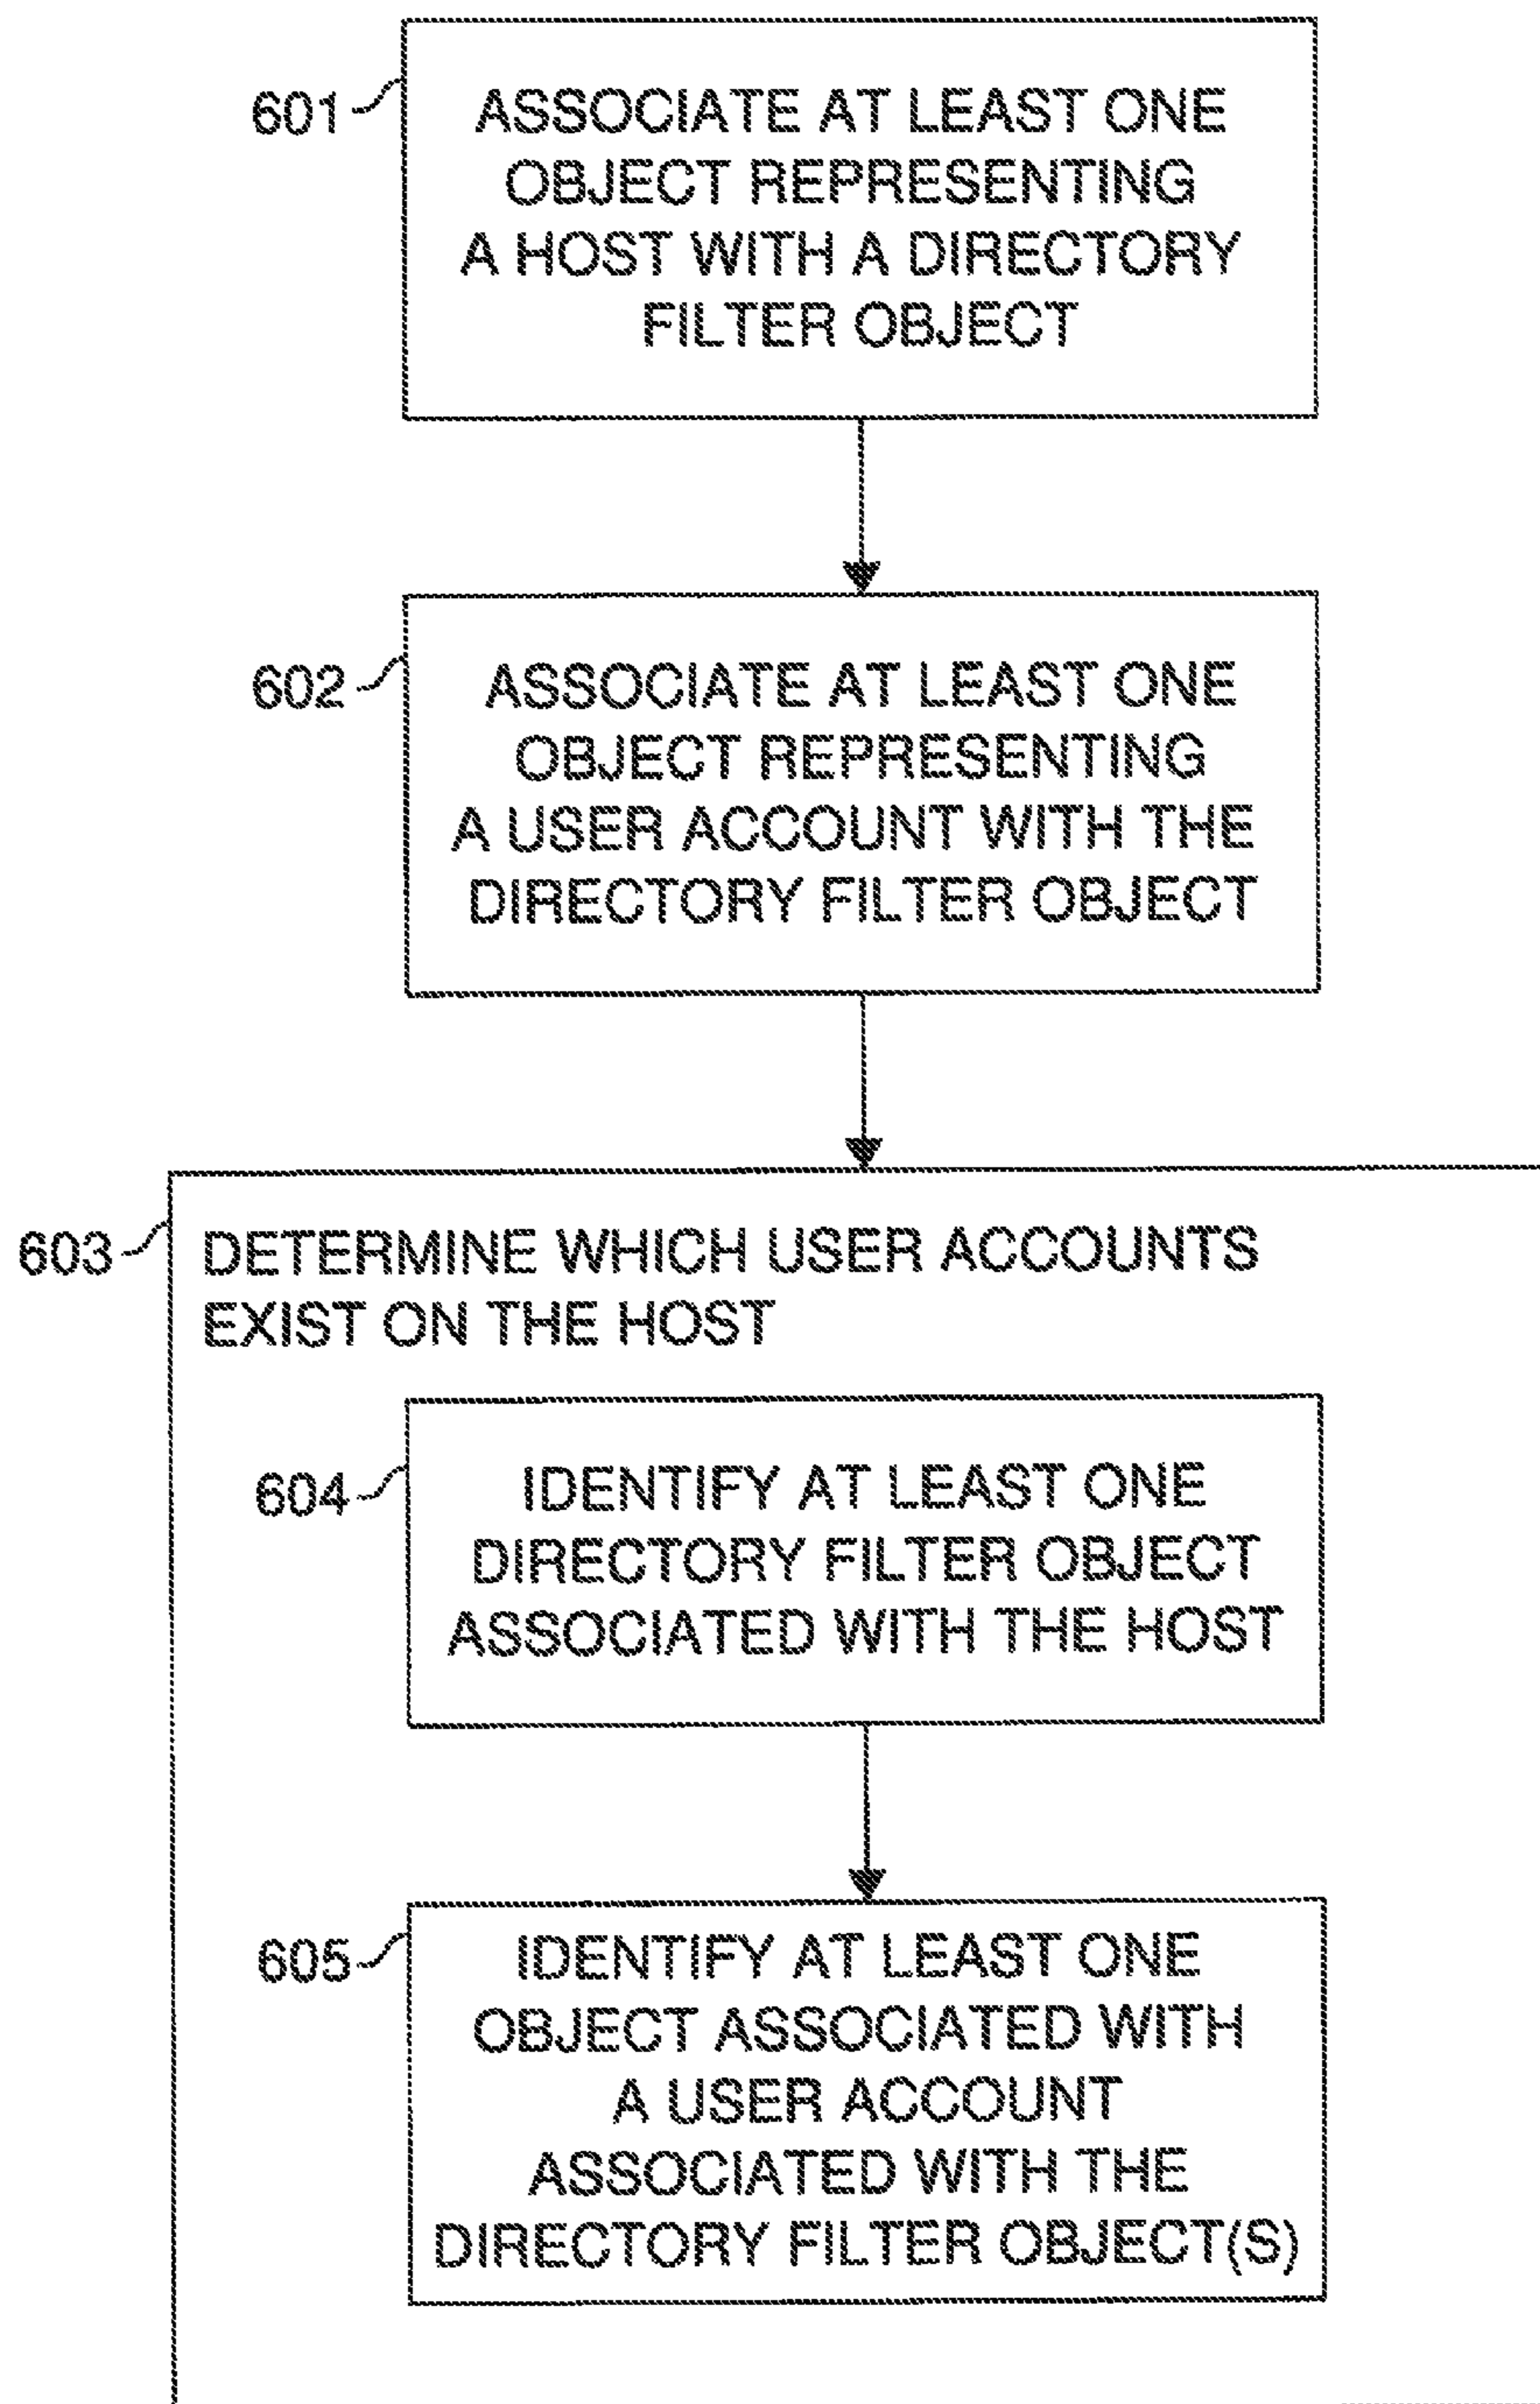 601
ASSOCIATE AT LEAST ONE
OBJECT REPRESENTING
A HOST WITH A DIRECTORY
FILTER OBJECT
602
ASSOCIATE AT LEAST ONE
OBJECT REPRESENTING
A USER ACCOUNT WITH THE
DIRECTORY FILTER OBJECT
603
DETERMINE WHICH USER ACCOUNTS
EXIST ON THE HOST
604
IDENTIFY AT LEAST ONE
DIRECTORY FILTER OBJECT
ASSOCIATED WITH THE HOST
605
IDENTIFY AT LEAST ONE
OBJECT ASSOCIATED WITH
A USER ACCOUNT
ASSOCIATED WITH THE
DIRECTORY FILTER OBJECT(S)